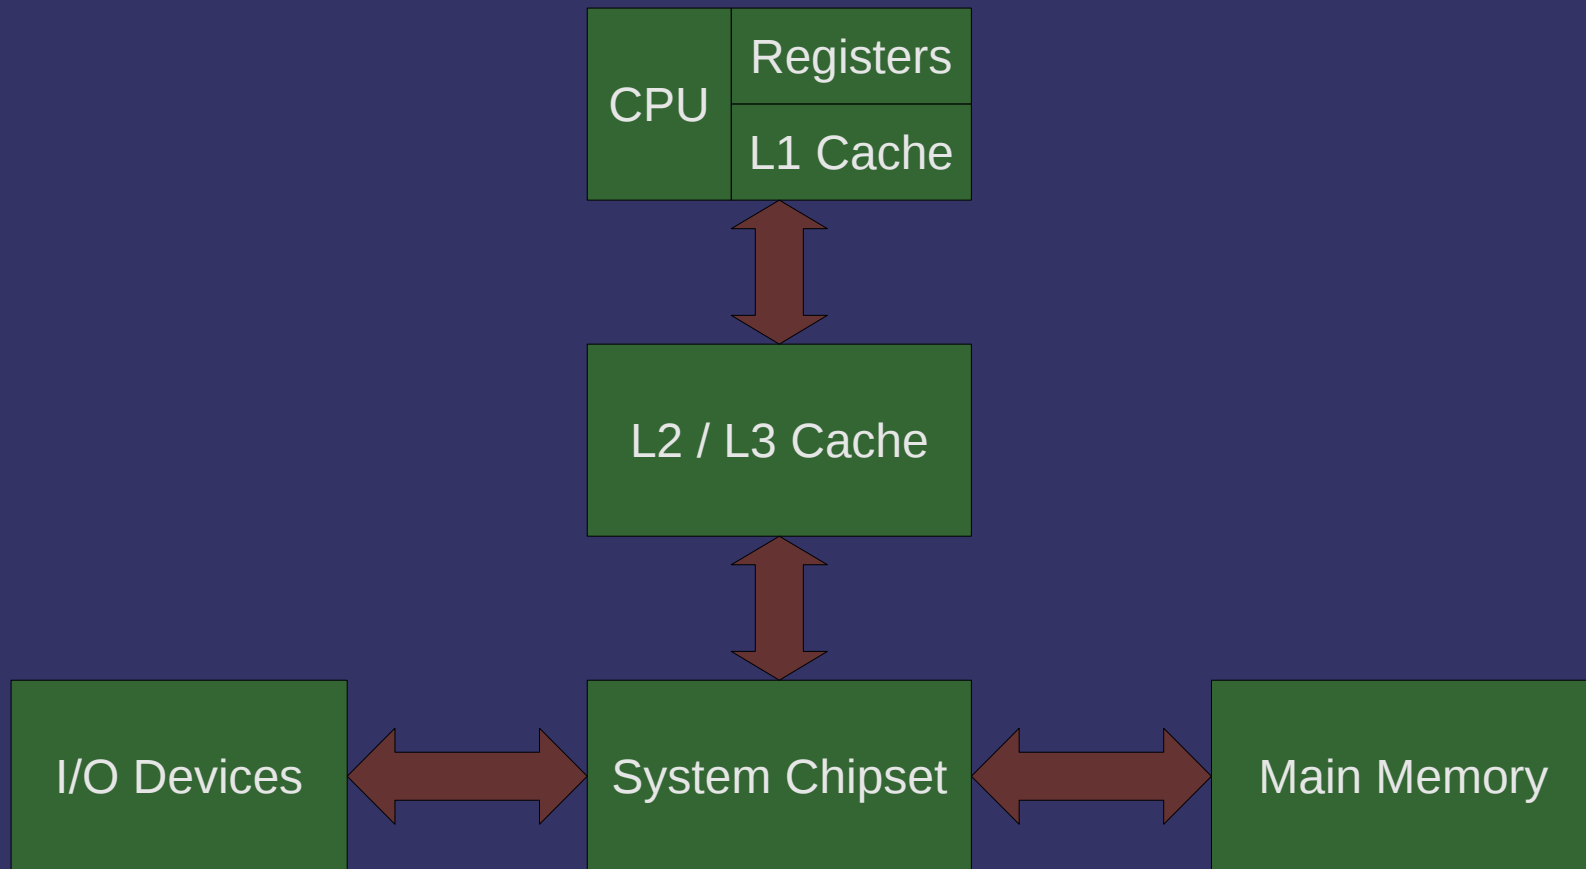 CPU
Registers
L1 Cache
L2 / L3 Cache
I/O Devices
System Chipset
Main Memory